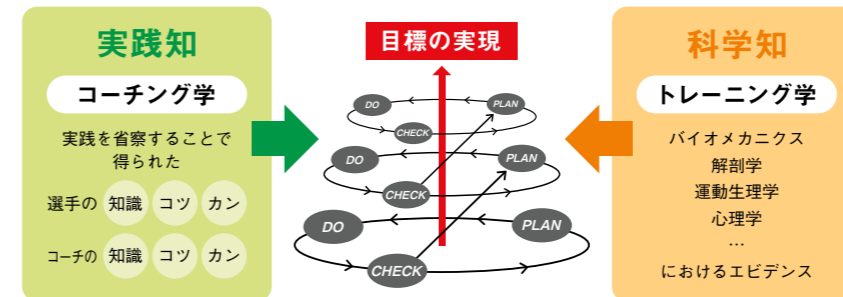 実践知
コーチング学
実践を省察することで
得られた
選手の 知識 コツ カン
コーチの 知識 コツ カン
目標の実現
DO
PLAN
CHECK
DO
PLAN
CHECK
DO
PLAN
CHECK
科学知
トレーニング学
バイオメカニクス
解剖学
運動生理学
心理学
…
におけるエビデンス